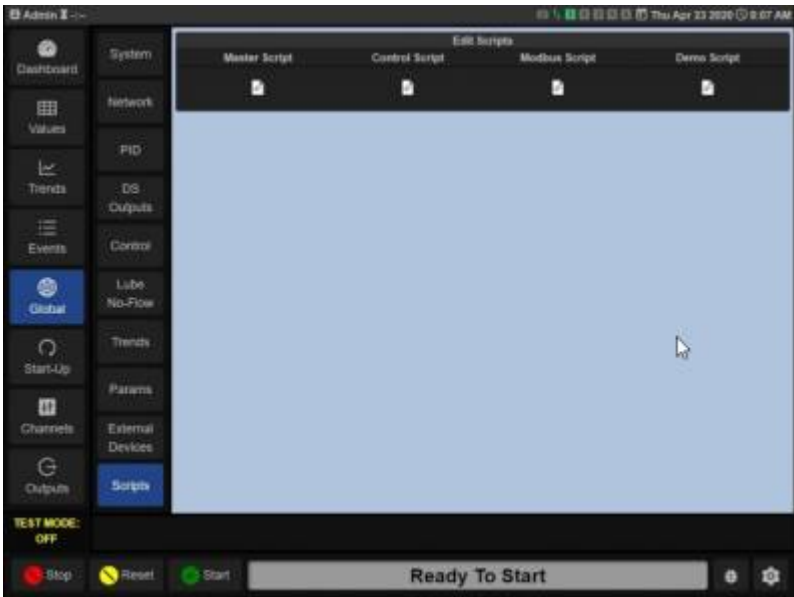 Admin
Thu Apr 23 2020 9:07 AM
Dashboard
Values
Trends
Events
Global
Start-Up
Channels
Outputs
System
Network
PID
DS
Outputs
Control
Lube
No-Flow
Trends
Params
External
Devices
Scripts
Edit Scripts
Master Script Control Script Modbus Script Demo Script
TEST MODE:
OFF
Stop Reset Start Ready To Start